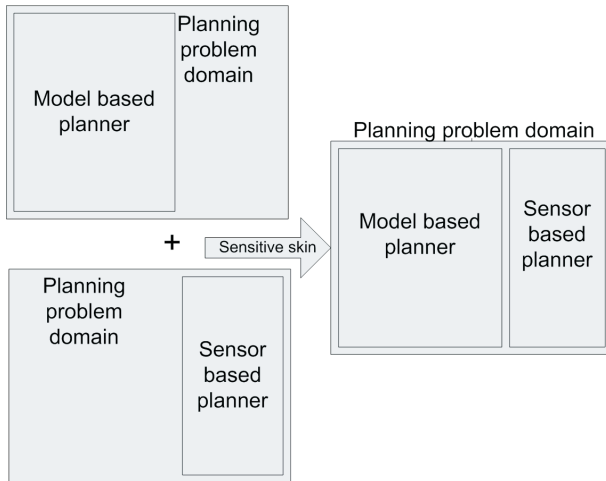 Planning
problem
domain
Model based
planner
+
Sensitive skin
Planning
problem
domain
Sensor
based
planner
Planning problem domain
Model based
planner
Sensor
based
planner